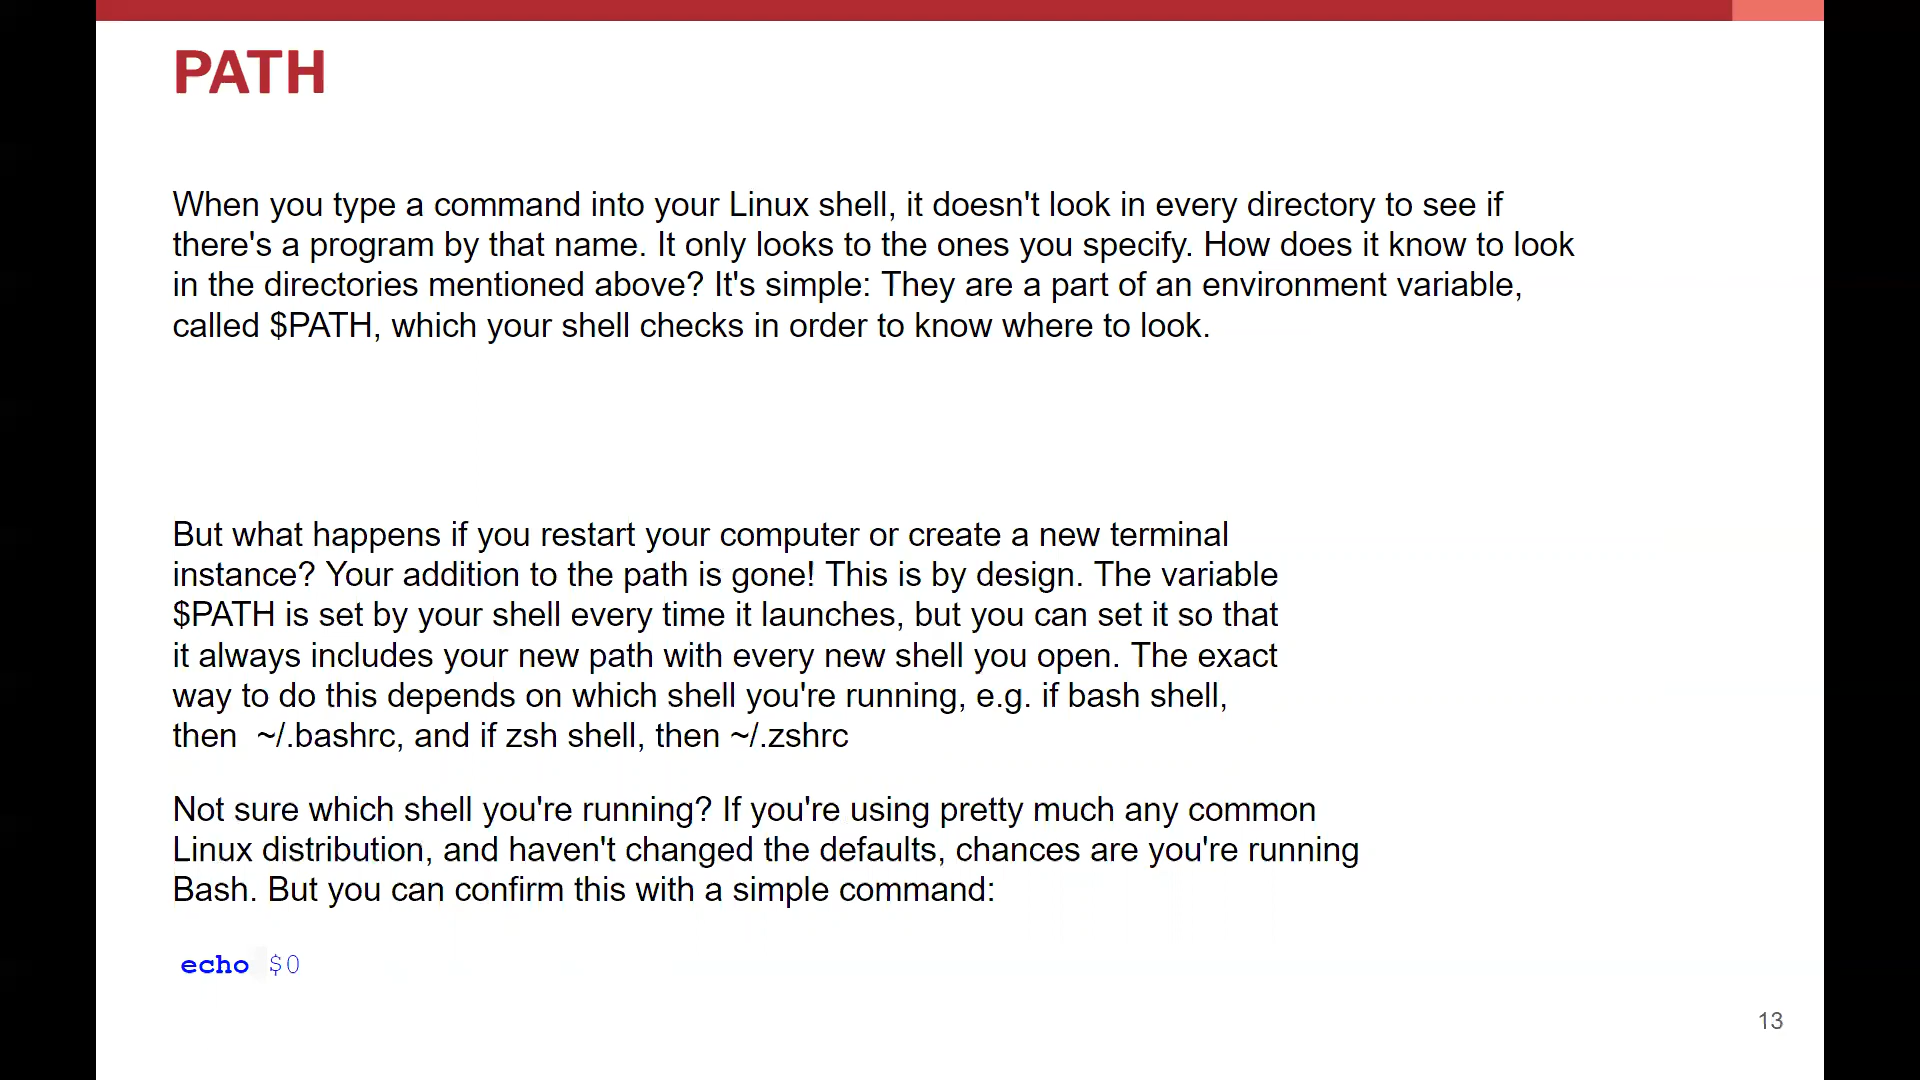 PATH
When you type a command into your Linux shell, it doesn't look in every directory to see if
there's a program by that name. It only looks to the ones you specify. How does it know to look
in the directories mentioned above? It's simple: They are a part of an environment variable,
called $PATH, which your shell checks in order to know where to look.
But what happens if you restart your computer or create a new terminal
instance? Your addition to the path is gone! This is by design. The variable
$PATH is set by your shell every time it launches, but you can set it so that
it always includes your new path with every new shell you open. The exact
way to do this depends on which shell you're running, e.g. if bash shell,
then  ~/.bashrc, and if zsh shell, then ~/.zshrc
Not sure which shell you're running? If you're using pretty much any common
Linux distribution, and haven't changed the defaults, chances are you're running
Bash. But you can confirm this with a simple command:
echo $0
13